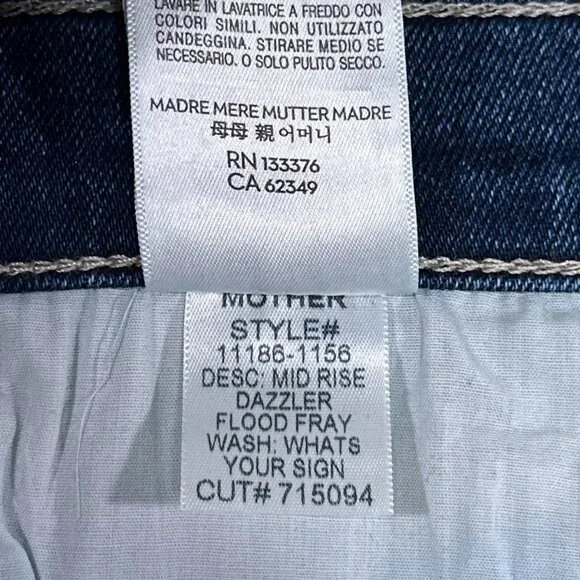 LAVARE IN LAVATRICE A FREDDO CON
COLORI SIMILI. NON UTILIZZATO
CANDEGGINA. STIRARE MEDIO SE
NECESSARIO. O SOLO PULITO SECCO.
MADRE MERE MUTTER MADRE
母母 親 어머니
RN 133376
CA 62349
MOTHER
STYLE#
11186-1156
DESC: MID RISE
DAZZLER
FLOOD FRAY
WASH: WHATS
YOUR SIGN
CUT# 715094